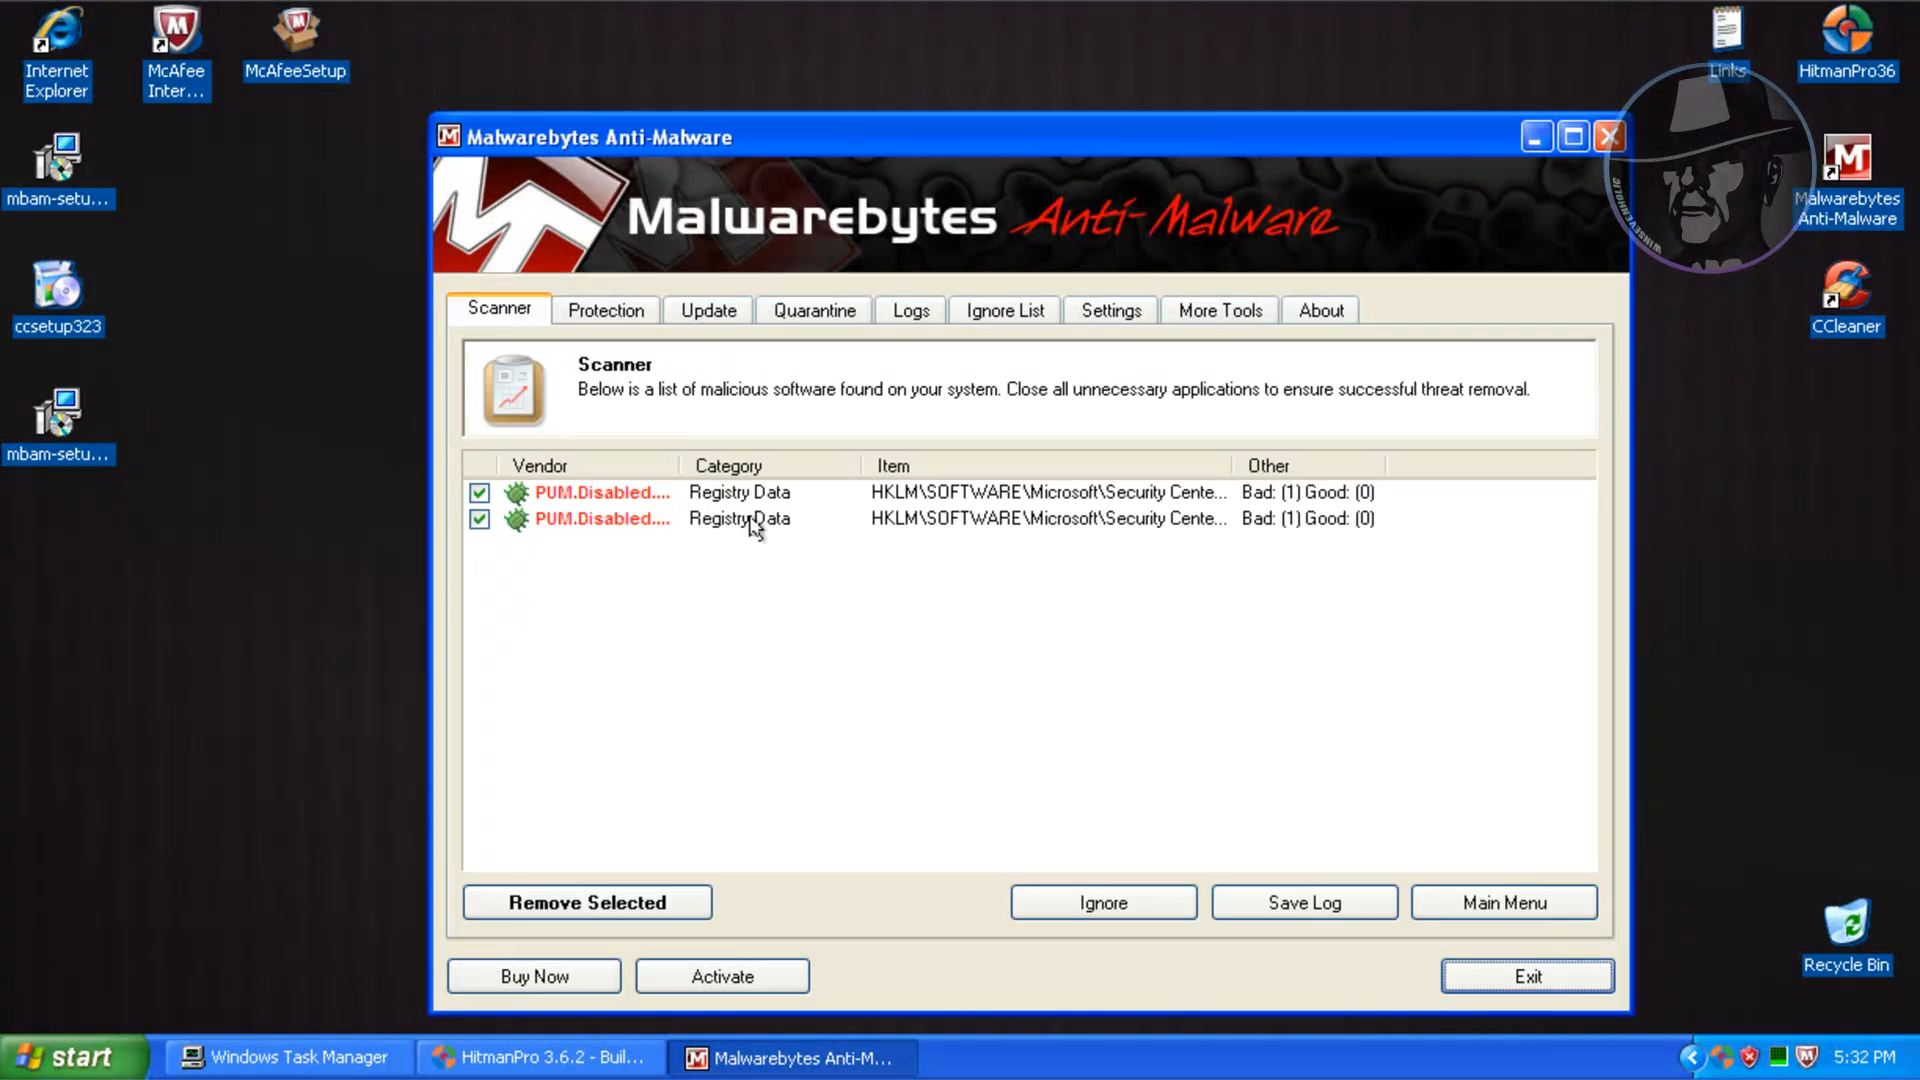 Internet
Explorer
McAfee
Inter...
McAfeeSetup
Links
HitmanPro36
mbam-setu...
Malwarebytes
Anti-Malware
ccsetup323
CCleaner
mbam-setu...
Recycle Bin
WINSEVENHOLIC
Malwarebytes Anti-Malware
Malwarebytes Anti-Malware
Scanner Protection Update Quarantine Logs Ignore List Settings More Tools About
Scanner
Below is a list of malicious software found on your system. Close all unnecessary applications to ensure successful threat removal.
Vendor Category Item Other
PUM.Disabled.... Registry Data HKLM\SOFTWARE\Microsoft\Security Cente... Bad: (1) Good: (0)
PUM.Disabled.... Registry Data HKLM\SOFTWARE\Microsoft\Security Cente... Bad: (1) Good: (0)
Remove Selected Ignore Save Log Main Menu
Buy Now Activate Exit
start Windows Task Manager HitmanPro 3.6.2 - Buil... Malwarebytes Anti-M... 5:32 PM